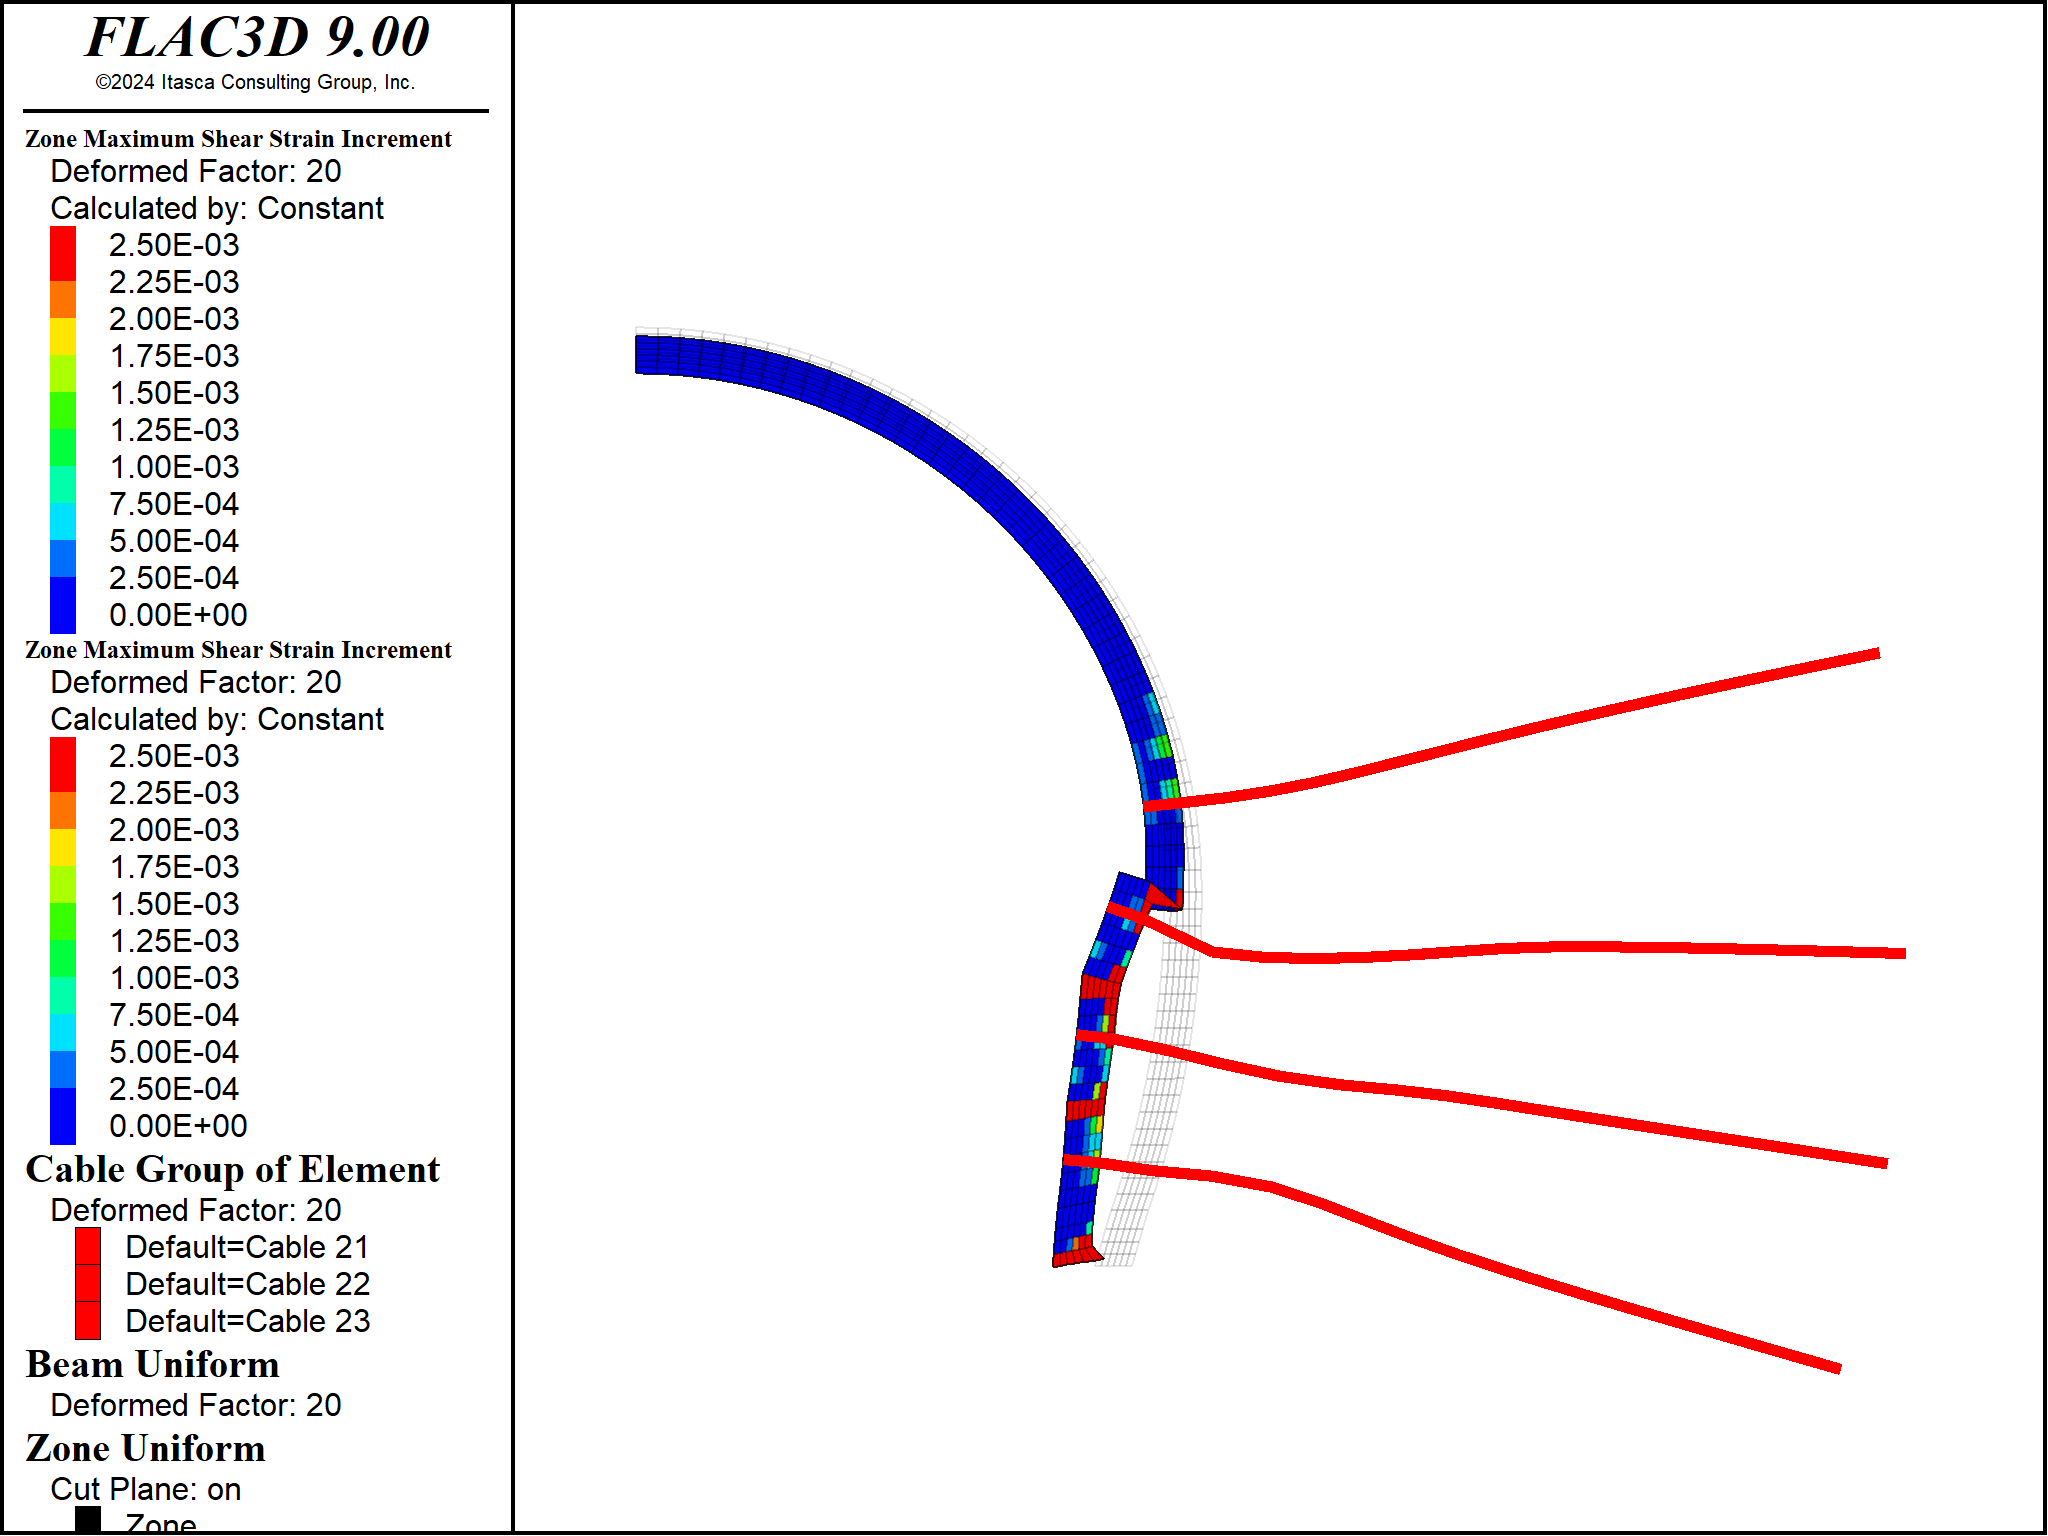 FLAC3D 9.00
©2024 Itasca Consulting Group, Inc.
Zone Maximum Shear Strain Increment
Deformed Factor: 20
Calculated by: Constant
2.50E-03
2.25E-03
2.00E-03
1.75E-03
1.50E-03
1.25E-03
1.00E-03
7.50E-04
5.00E-04
2.50E-04
0.00E+00
Zone Maximum Shear Strain Increment
Deformed Factor: 20
Calculated by: Constant
2.50E-03
2.25E-03
2.00E-03
1.75E-03
1.50E-03
1.25E-03
1.00E-03
7.50E-04
5.00E-04
2.50E-04
0.00E+00
Cable Group of Element
Deformed Factor: 20
Default=Cable 21
Default=Cable 22
Default=Cable 23
Beam Uniform
Deformed Factor: 20
Zone Uniform
Cut Plane: on
Zone